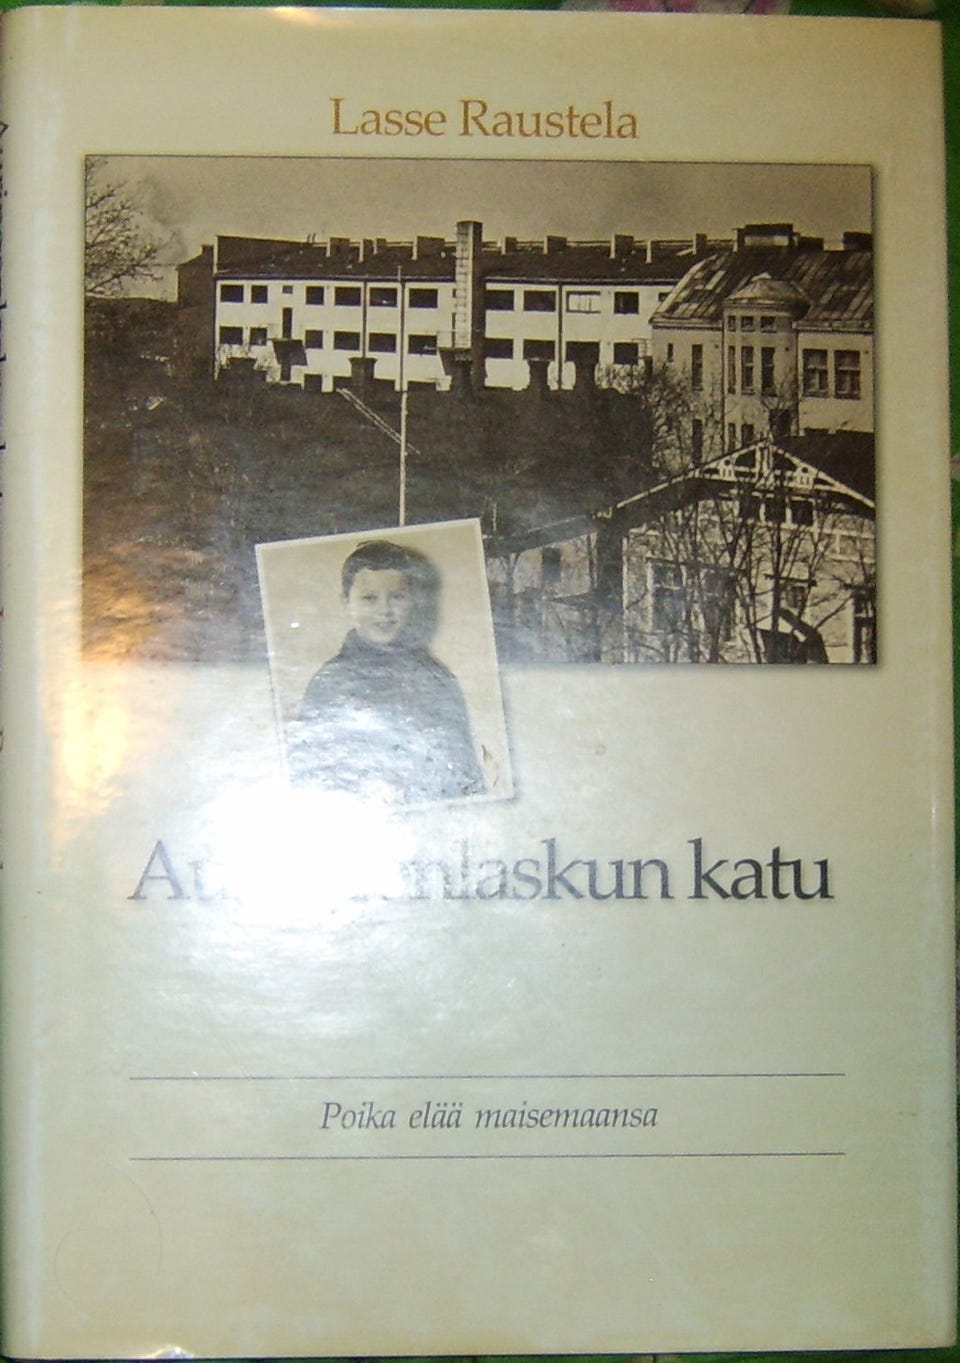 Lasse Raustela
katu
Poika elää maisemaansa